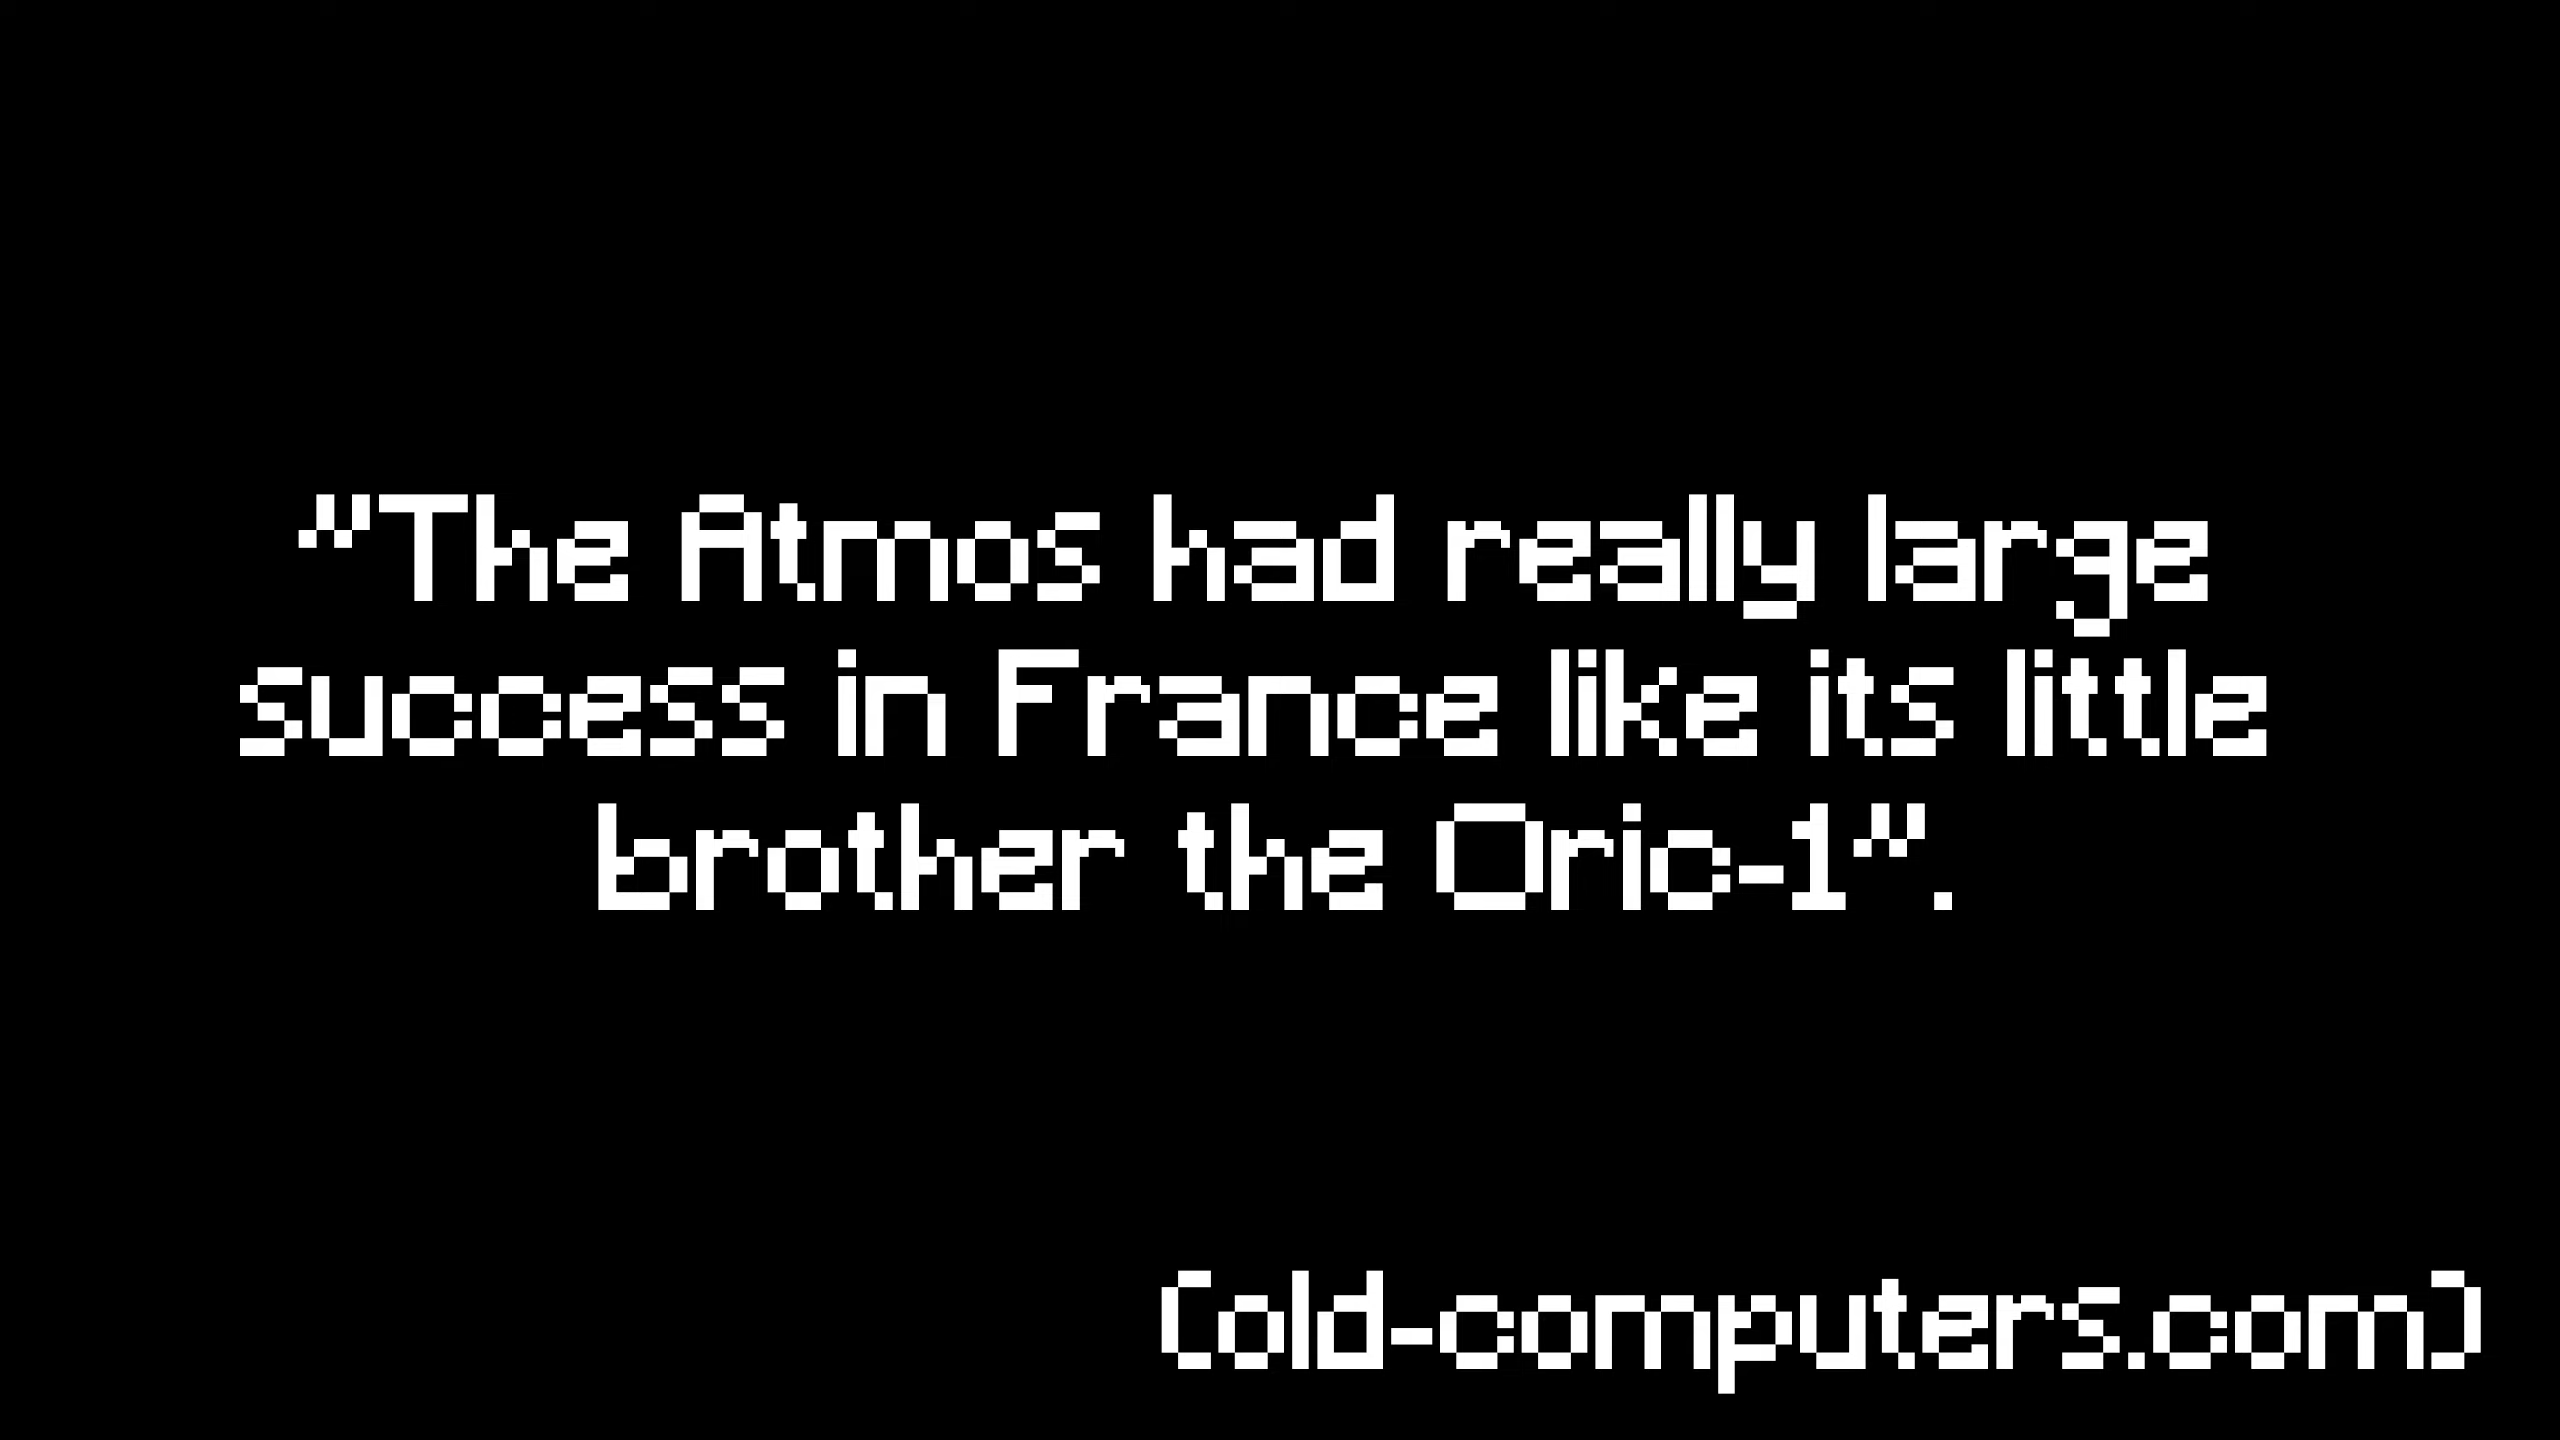 "The Atmos had really large
success in France like its little
brother the Oric-1".
(old-computers.com)